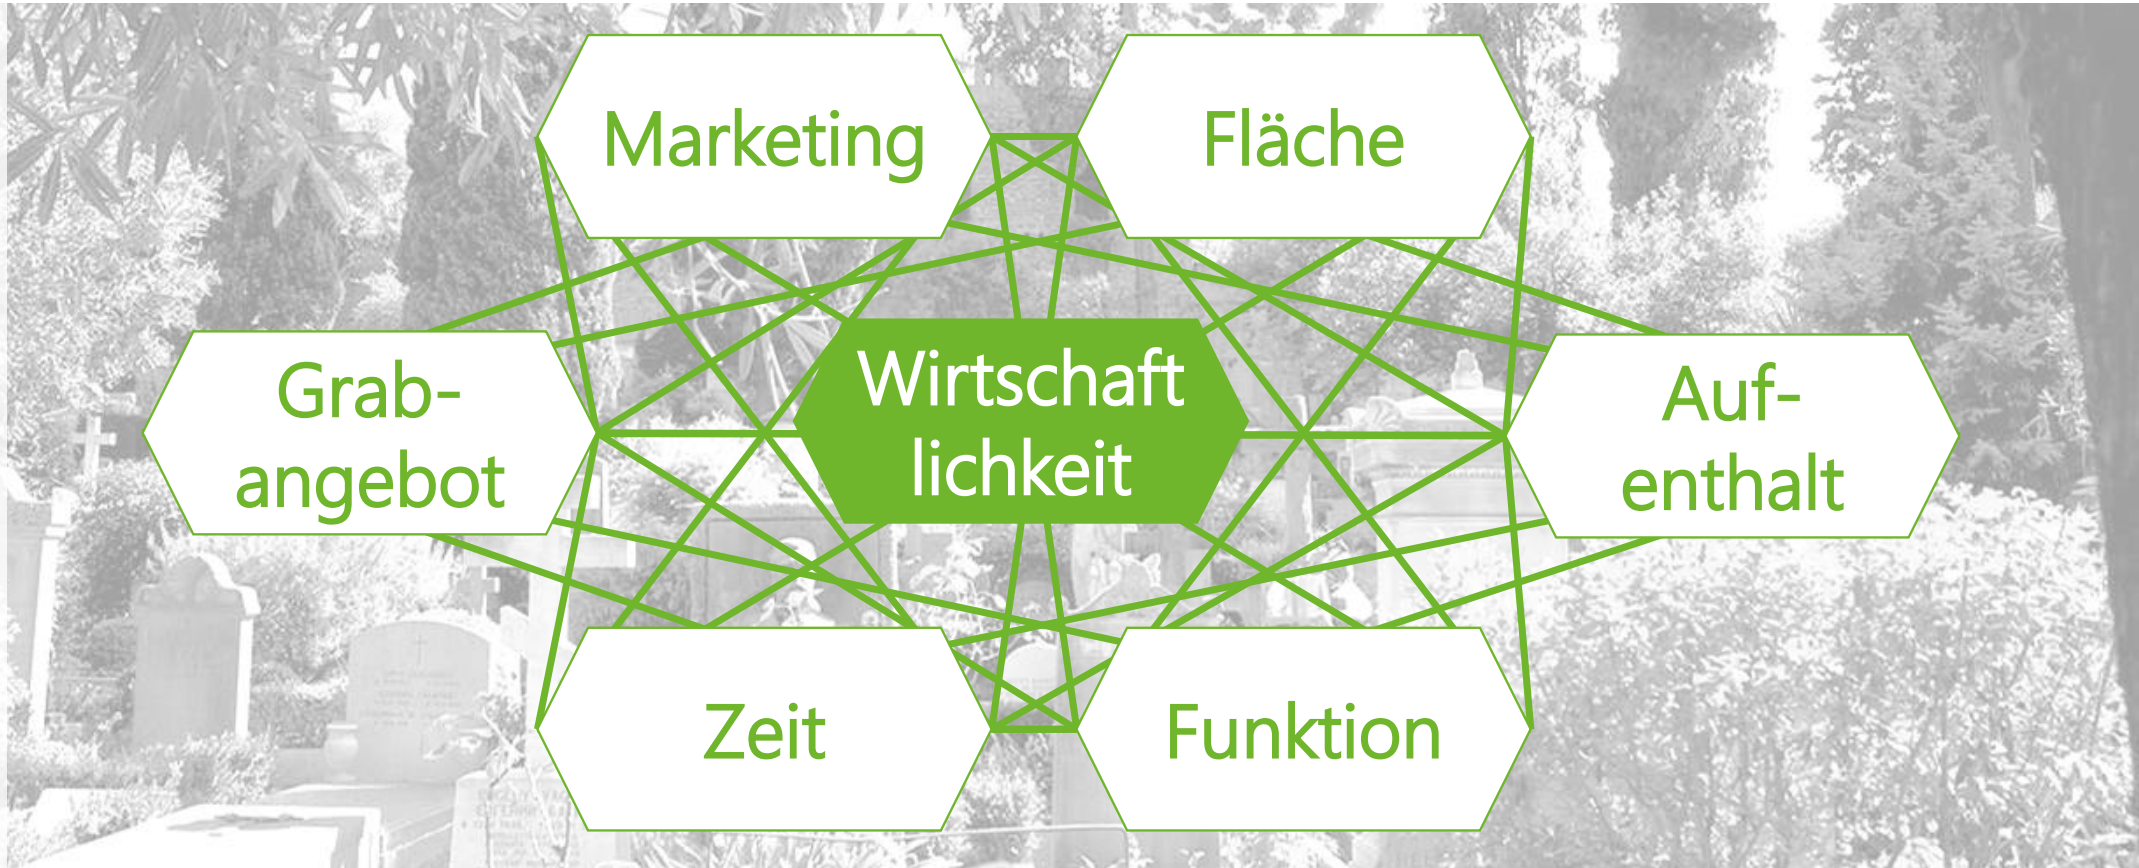 Marketing
Fläche
Grab-
angebot
Wirtschaft
lichkeit
Auf-
enthalt
Zeit
Funktion